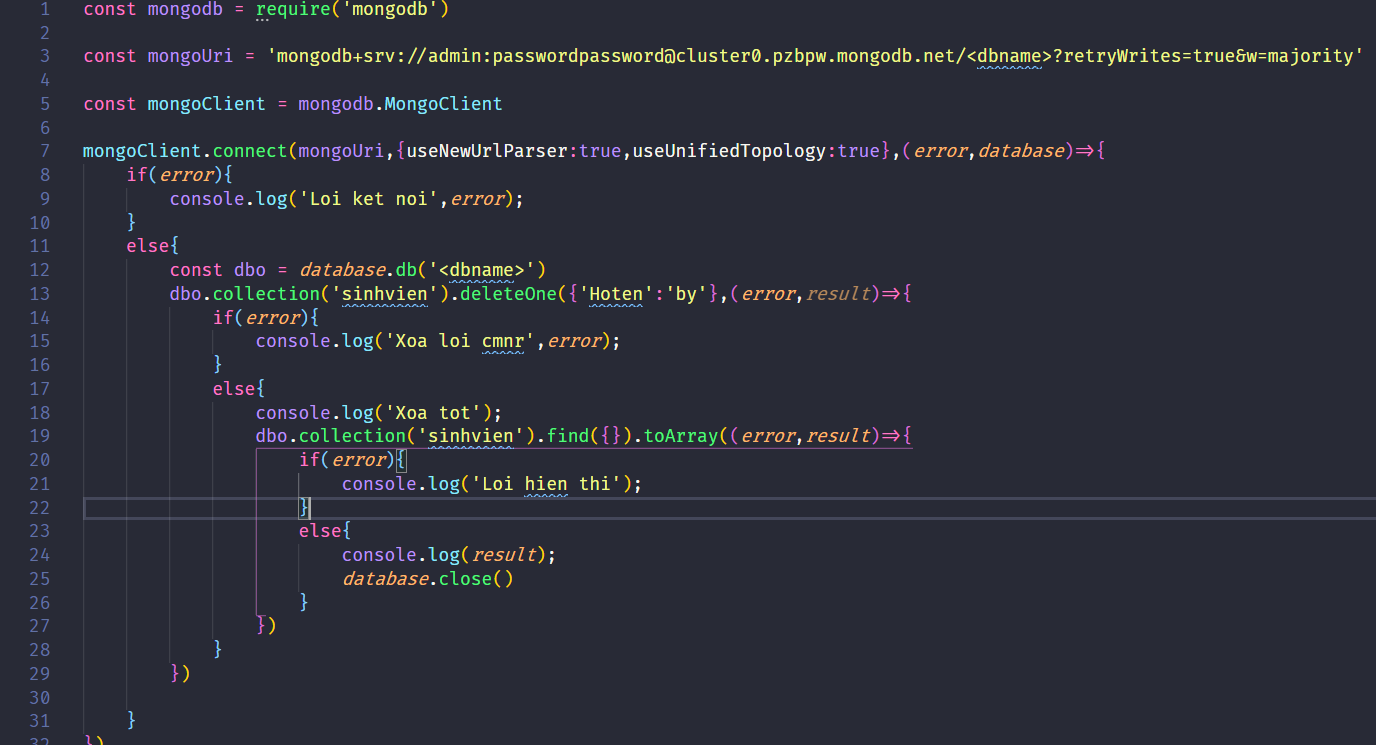 1 const mongodb = require('mongodb')
2
3 const mongoUri = 'mongodb+srv://admin:passwordpassword@cluster0.pzbpw.mongodb.net/<dbname>?retryWrites=true&w=majority'
4
5 const mongoClient = mongodb.MongoClient
6
7 mongoClient.connect(mongoUri,{useNewUrlParser:true,useUnifiedTopology:true},(error,database)=>{
8     if(error){
9         console.log('Loi ket noi',error);
10     }
11     else{
12         const dbo = database.db('<dbname>')
13         dbo.collection('sinhvien').deleteOne({'Hoten':'by'},(error,result)=>{
14             if(error){
15                 console.log('Xoa loi cmnr',error);
16             }
17             else{
18                 console.log('Xoa tot');
19                 dbo.collection('sinhvien').find({}).toArray((error,result)=>{
20                     if(error){
21                         console.log('Loi hien thi');
22                     }
23                     else{
24                         console.log(result);
25                         database.close()
26                     }
27                 })
28             }
29         })
30
31     }
32 })